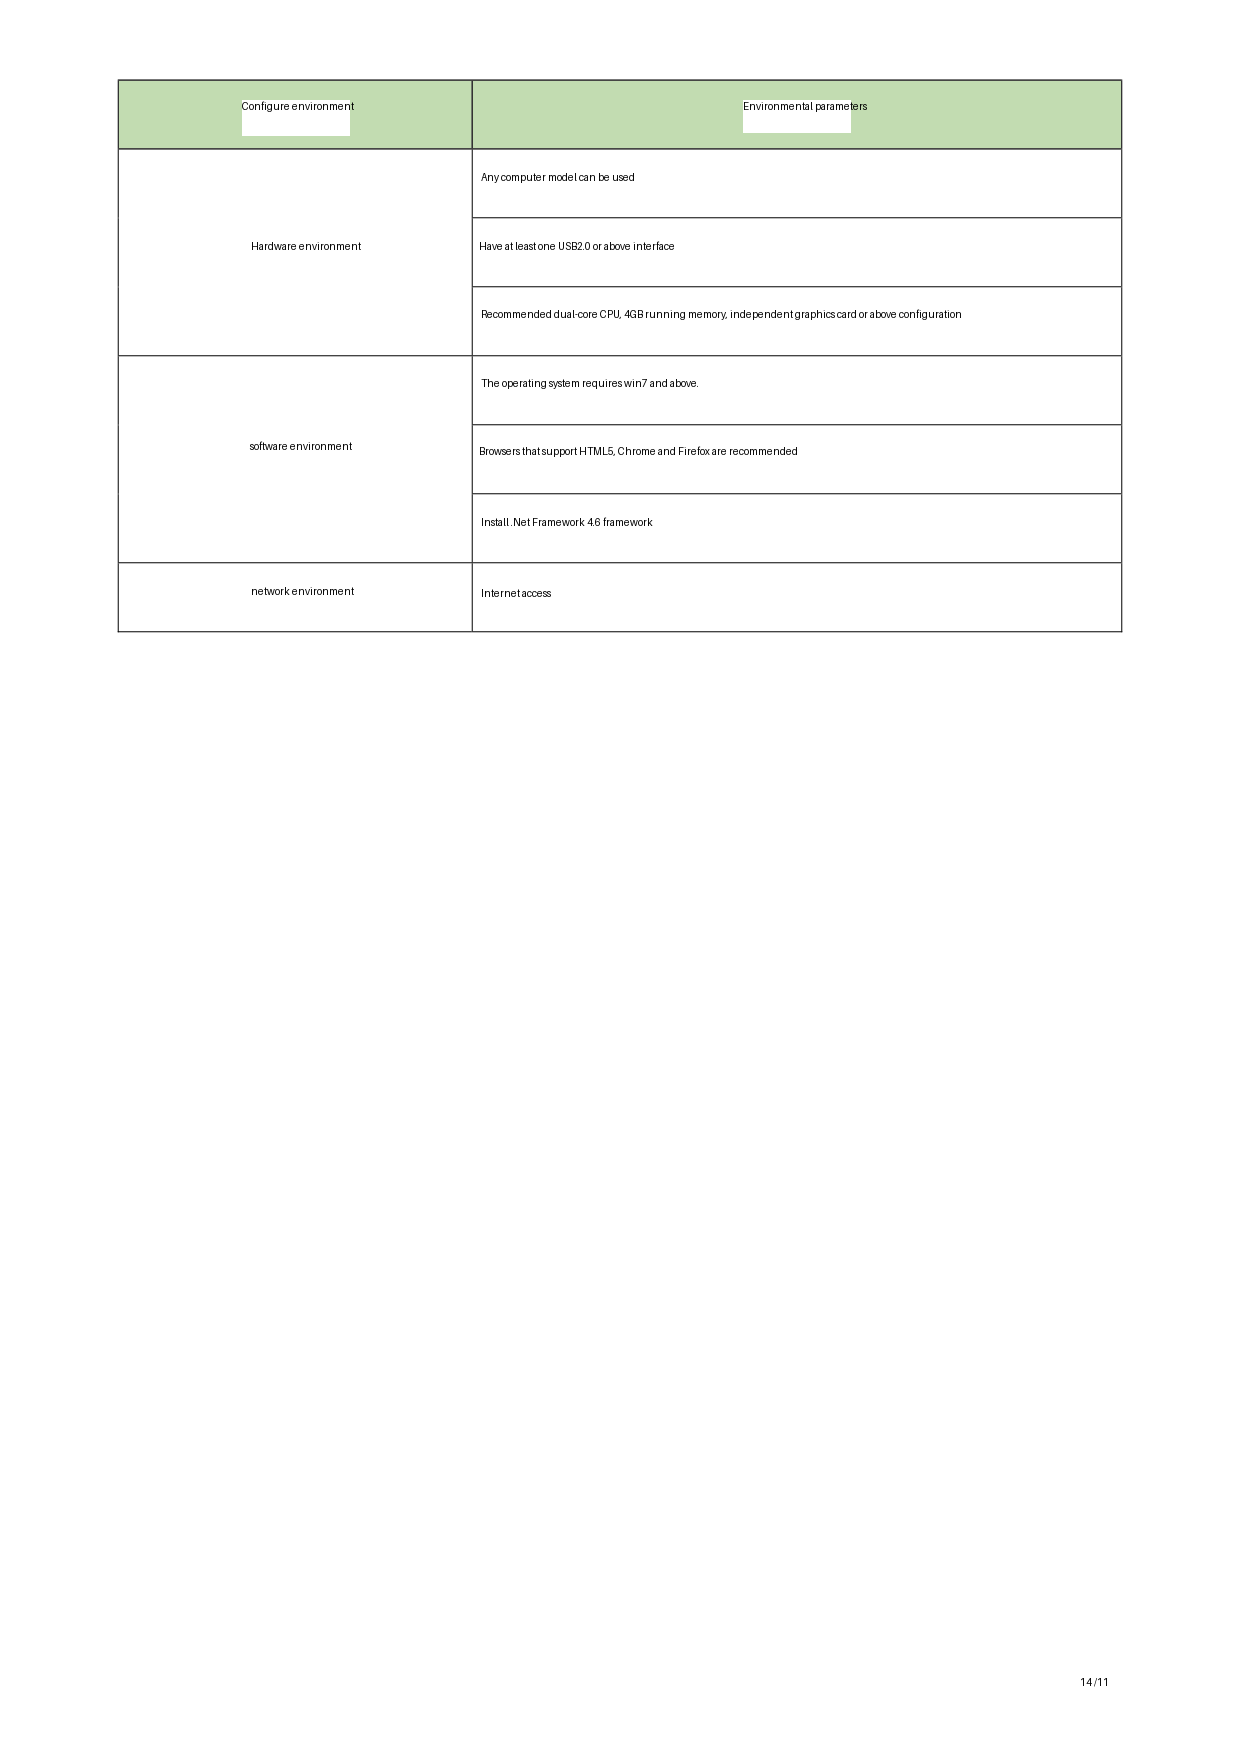 Configure environment
Environmental parameters
Hardware environment
Any computer model can be used
Have at least one USB2.0 or above interface
Recommended dual-core CPU, 4GB running memory, independent graphics card or above configuration
software environment
The operating system requires win7 and above.
Browsers that support HTML5, Chrome and Firefox are recommended
Install .Net Framework 4.6 framework
network environment
Internet access
14/11